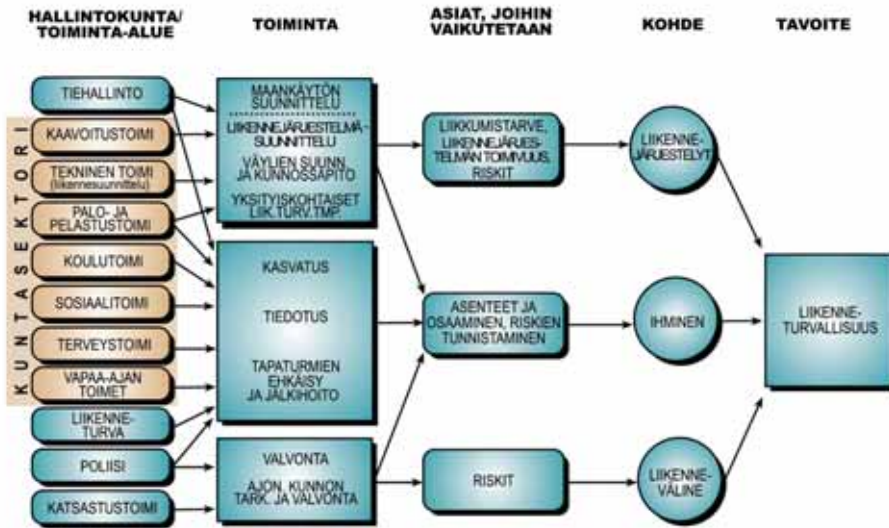 HALLINTOKUNTA/
TOIMINTA-ALUE
TOIMINTA
ASIAT, JOIHIN
VAIKUTETAAN
KOHDE
TAVOITE
KUNTASEKTORI
TIEHALLINTO
KAAVOITUSTOIMI
TEKNINEN TOIMI
(liikennesuunnittelu)
PALO- JA
PELASTUSTOIMI
KOULUTOIMI
SOSIAALITOIMI
TERVEYSTOIMI
VAPAA-AJAN
TOIMET
LIIKENNE-
TURVA
POLIISI
KATSASTUSTOIMI
MAANKÄYTÖN
SUUNNITTELU
LIIKENNEJÄRJESTELMÄ-
SUUNNITTELU
VÄYLIEN SUUNN.
JA KUNNOSSAPITO
YKSITYISKOHTAISET
LIIK.TURV.TMP.
KASVATUS
TIEDOTUS
TAPATURMIEN
EHKÄISY
JA JÄLKIHOITO
VALVONTA
AJON. KUNNON
TARK. JA VALVONTA
LIIKKUMISTARVE,
LIIKENNEJÄRJES-
TELMÄN TOIMIVUUS,
RISKIT
ASENTEET JA
OSAAMINEN, RISKIEN
TUNNISTAMINEN
RISKIT
LIIKENNE-
JÄRJESTELYT
IHMINEN
LIIKENNE-
VÄLINE
LIIKENNE-
TURVALLISUUS